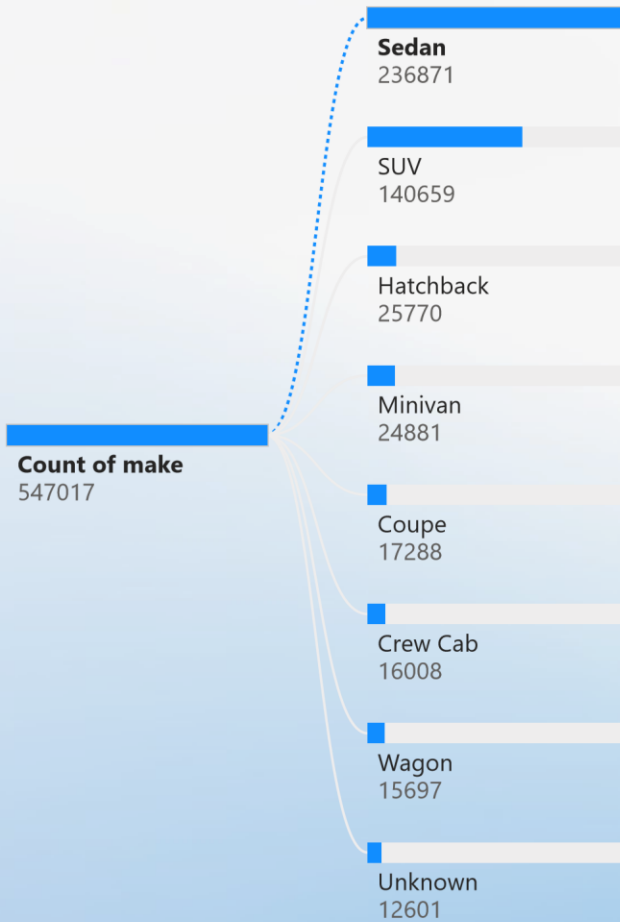 Sedan
236871
SUV
140659
Hatchback
25770
Minivan
24881
Count of make
547017
Coupe
17288
Crew Cab
16008
Wagon
15697
Unknown
12601